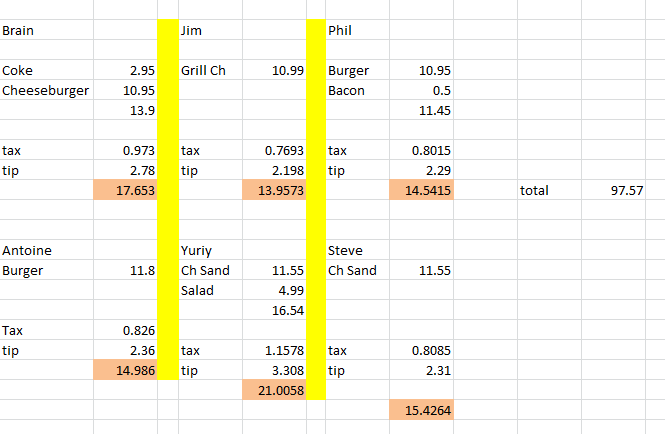 Brain Jim Phil
Coke 2.95 Grill Ch 10.99 Burger 10.95
Cheeseburger 10.95 Bacon 0.5
13.9 11.45
tax 0.973 tax 0.7693 tax 0.8015
tip 2.78 tip 2.198 tip 2.29
17.653 13.9573 14.5415 total 97.57
Antoine Yuriy Steve
Burger 11.8 Ch Sand 11.55 Ch Sand 11.55
Salad 4.99
16.54
Tax 0.826
tip 2.36 tax 1.1578 tax 0.8085
14.986 tip 3.308 tip 2.31
21.0058
15.4264